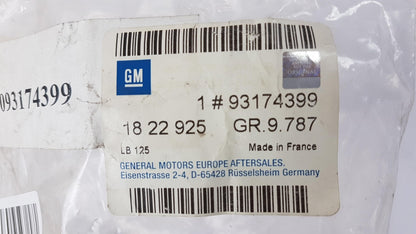 093174399
GM
ORIGINAL
1 # 93174399
18 22 925 GR.9.787
LB 125 Made in France
GENERAL MOTORS EUROPE AFTERSALES.
Eisenstrasse 2-4, D-65428 Rüsselsheim Germany